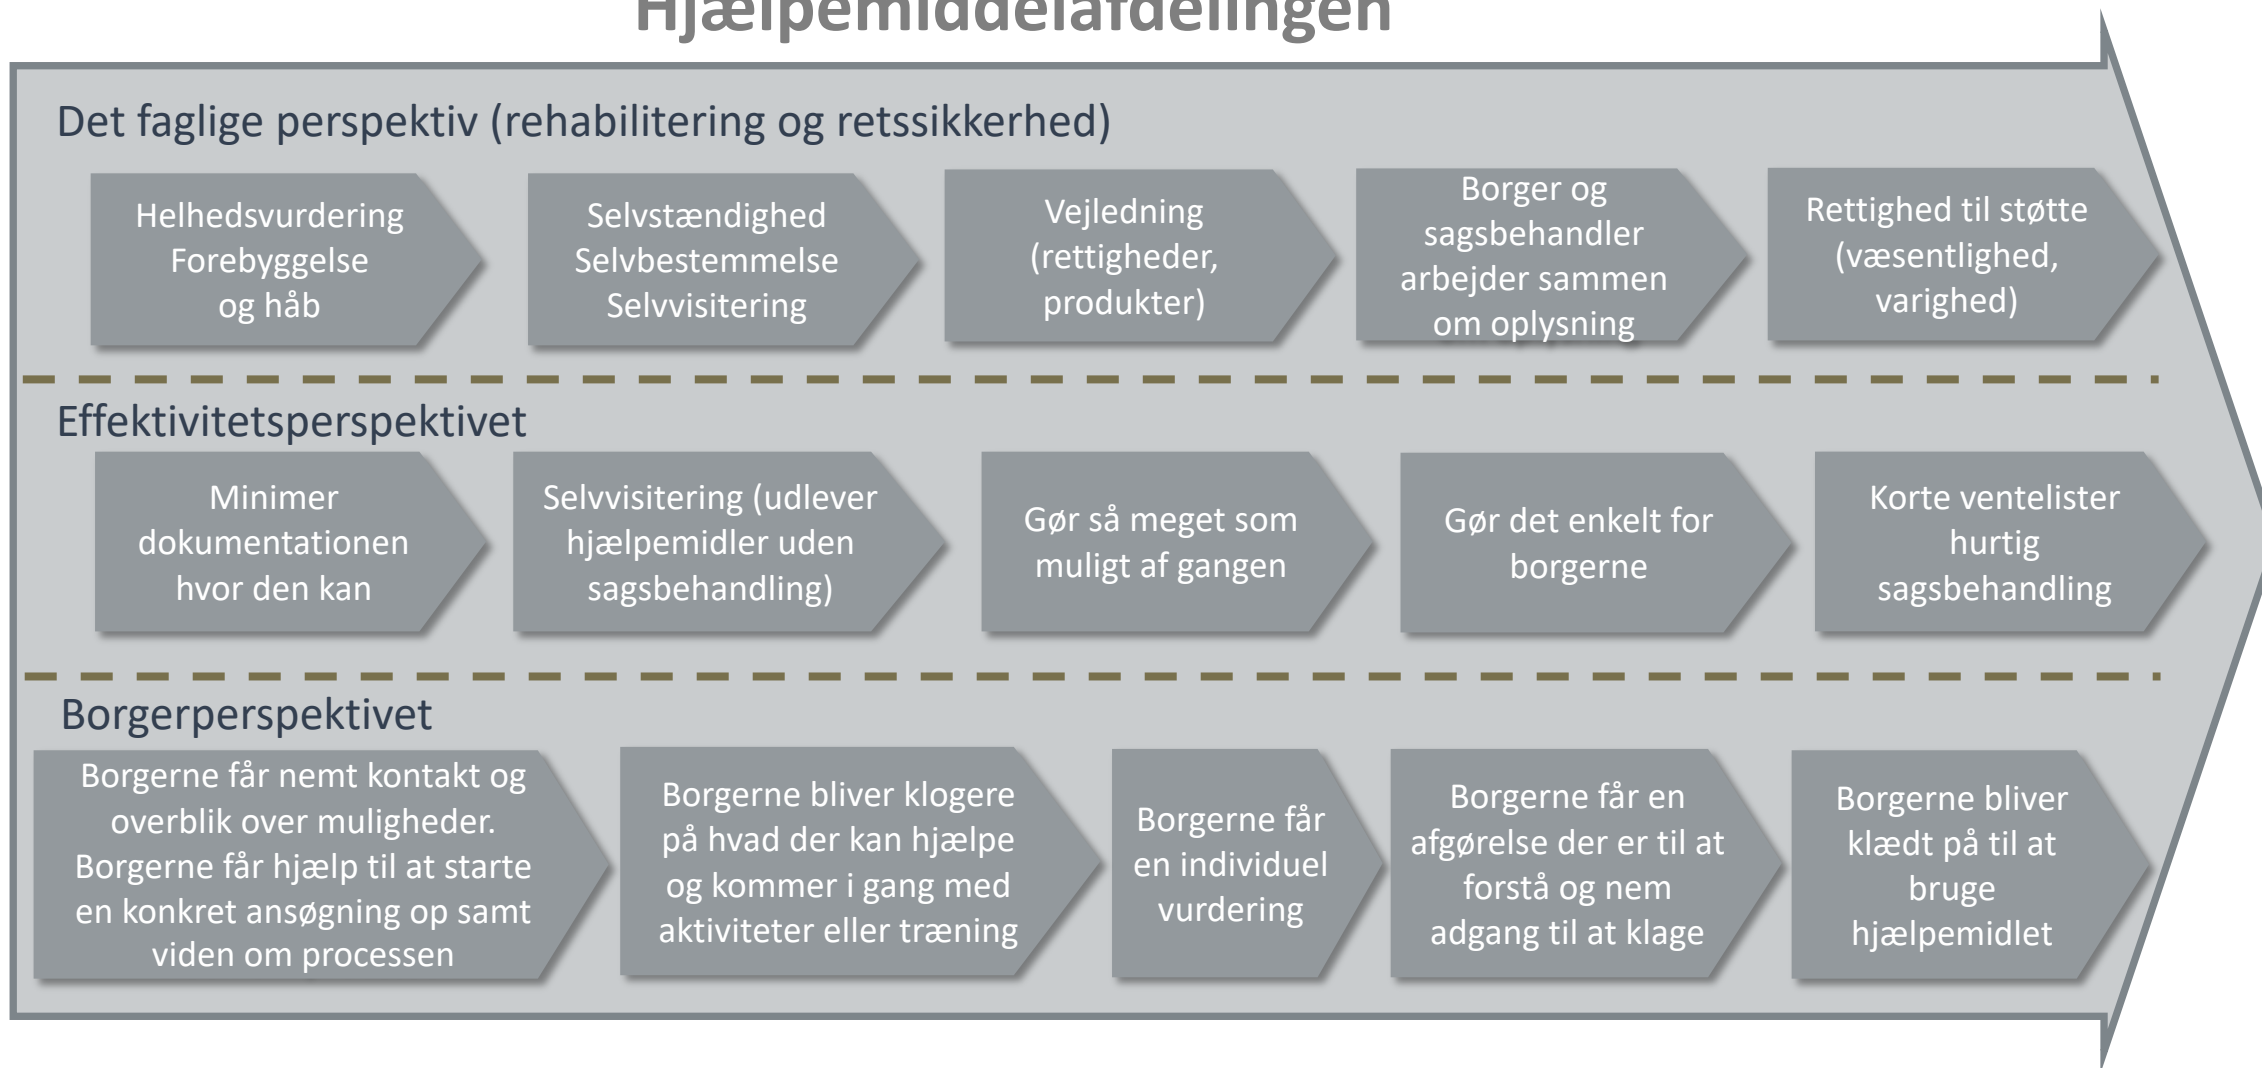 Hjælpemiddelafdelingen
Det faglige perspektiv (rehabilitering og retssikkerhed)
Helhedsvurdering
Forebyggelse
og håb
Selvstændighed
Selvbestemmelse
Selvvisitering
Vejledning
(rettigheder,
produkter)
Borger og
sagsbehandler
arbejder sammen
om oplysning
Rettighed til støtte
(væsentlighed,
varighed)
Effektivitetsperspektivet
Minimer
dokumentationen
hvor den kan
Selvvisitering (udlever
hjælpemidler uden
sagsbehandling)
Gør så meget som
muligt af gangen
Gør det enkelt for
borgerne
Korte ventelister
hurtig
sagsbehandling
Borgerperspektivet
Borgerne får nemt kontakt og
overblik over muligheder.
Borgerne får hjælp til at starte
en konkret ansøgning op samt
viden om processen
Borgerne bliver klogere
på hvad der kan hjælpe
og kommer i gang med
aktiviteter eller træning
Borgerne får
en individuel
vurdering
Borgerne får en
afgørelse der er til at
forstå og nem
adgang til at klage
Borgerne bliver
klædt på til at
bruge
hjælpemidlet